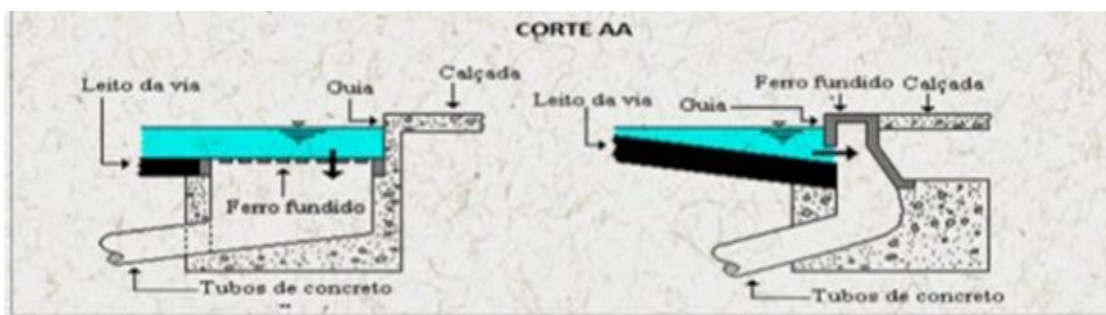 CORTE AA
Leito da via
Guia
Calçada
Ferro fundido
Tubos de concreto
Leito da via
Guia
Ferro fundido
Calçada
Tubos de concreto